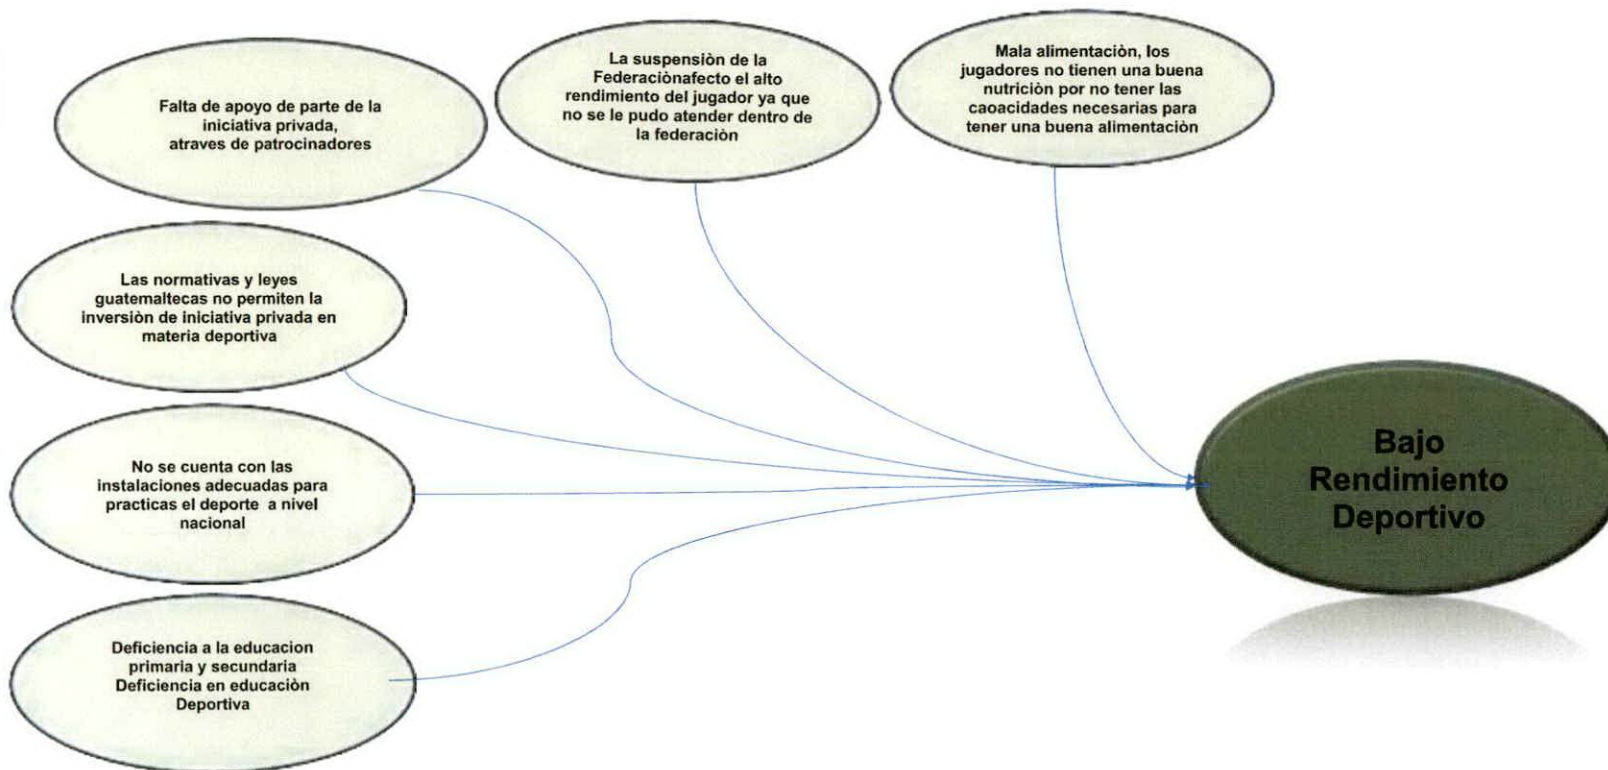 Falta de apoyo de parte de la
iniciativa privada,
atraves de patrocinadores
La suspensiòn de la
Federaciònafecto el alto
rendimiento del jugador ya que
no se le pudo atender dentro de
la federaciòn
Mala alimentaciòn, los
jugadores no tienen una buena
nutriciòn por no tener las
caoacidades necesarias para
tener una buena alimentaciòn
Las normativas y leyes
guatemaltecas no permiten la
inversiòn de iniciativa privada en
materia deportiva
No se cuenta con las
instalaciones adecuadas para
practicas el deporte a nivel
nacional
Deficiencia a la educacion
primaria y secundaria
Deficiencia en educaciòn
Deportiva
Bajo
Rendimiento
Deportivo